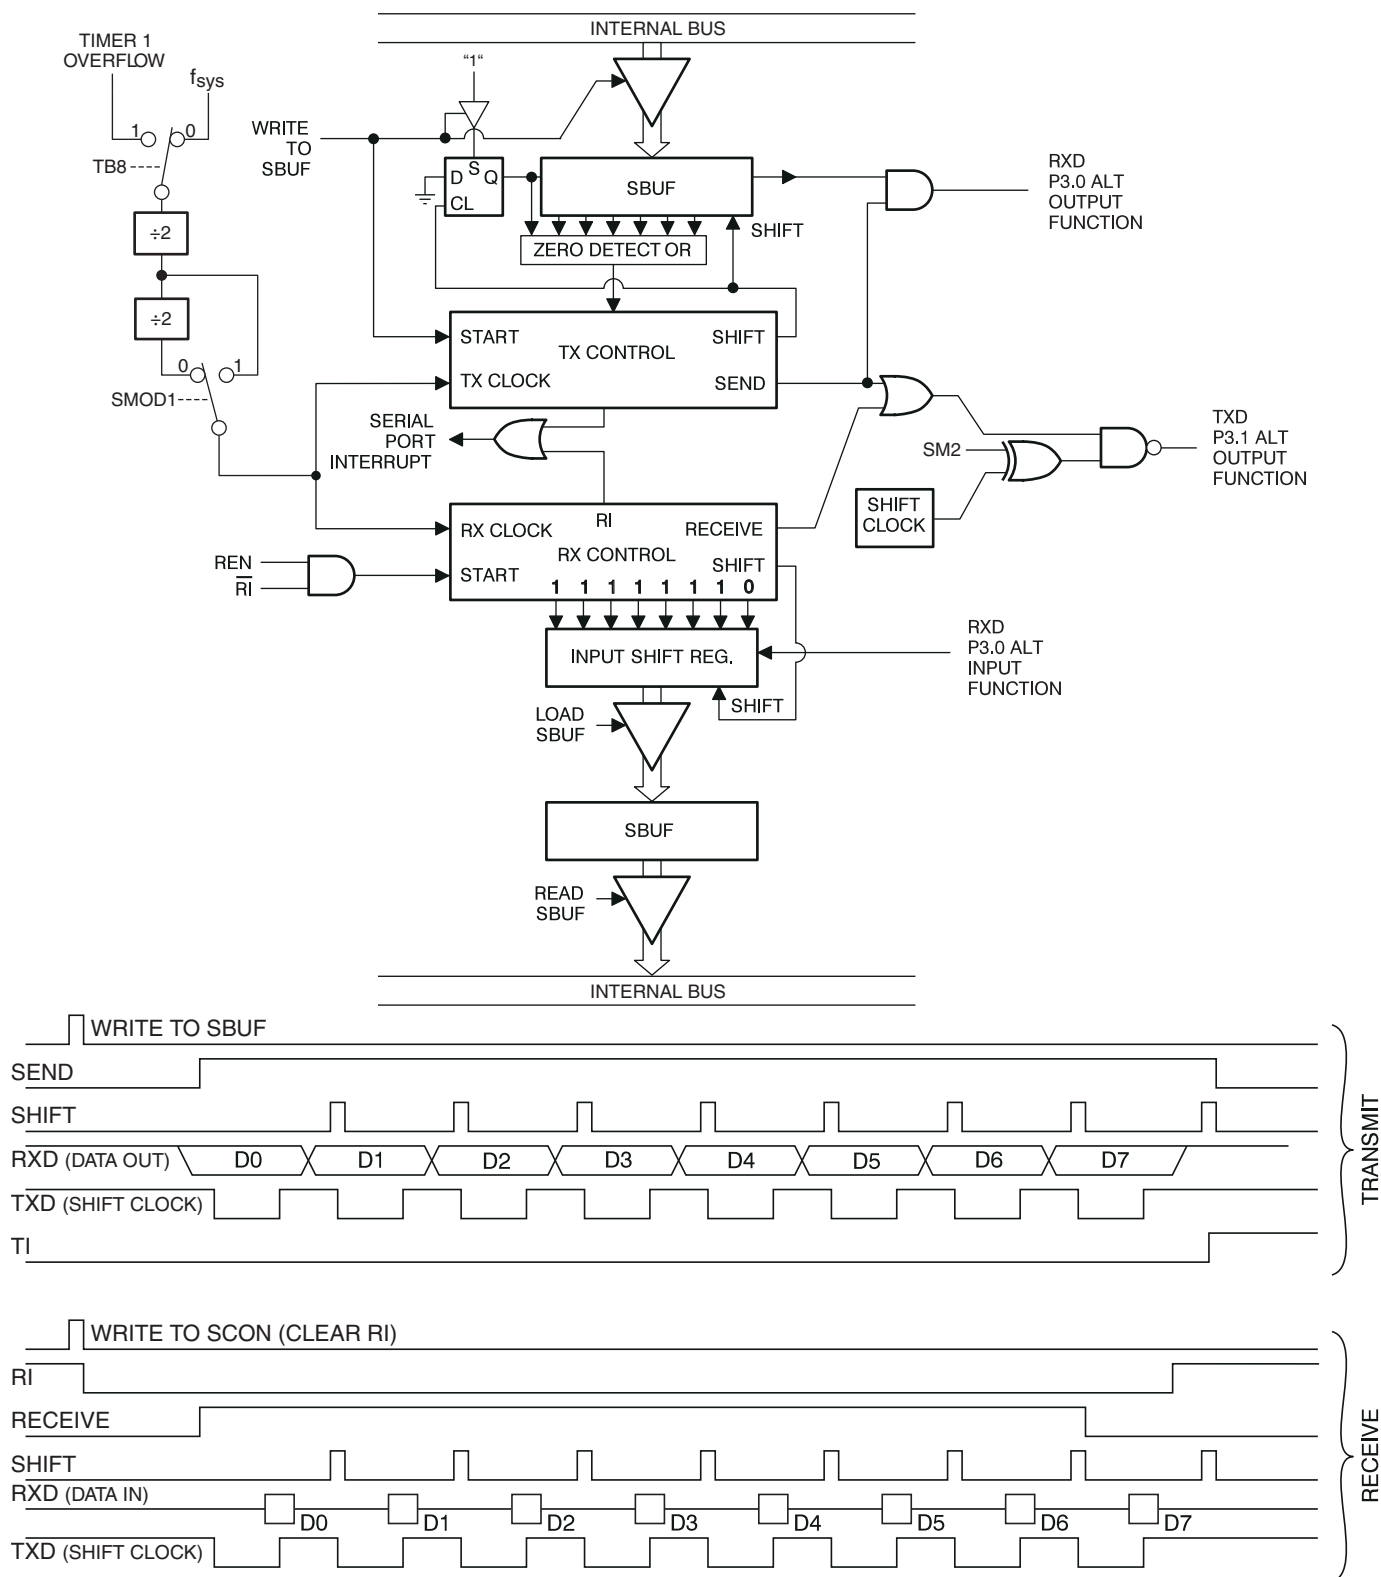 INTERNAL BUS
TIMER 1
OVERFLOW
fsys
"1"
1
0
TB8
WRITE
TO
SBUF
S
D
Q
CL
SBUF
SHIFT
ZERO DETECT OR
RXD
P3.0 ALT
OUTPUT
FUNCTION
÷2
÷2
0
1
SMOD1
START
SHIFT
TX CONTROL
TX CLOCK
SEND
SERIAL
PORT
INTERRUPT
SM2
SHIFT
CLOCK
TXD
P3.1 ALT
OUTPUT
FUNCTION
RX CLOCK
RI
RECEIVE
RX CONTROL
SHIFT
START
1 1 1 1 1 1 1 0
REN
RI
INPUT SHIFT REG.
RXD
P3.0 ALT
INPUT
FUNCTION
SHIFT
LOAD
SBUF
SBUF
READ
SBUF
INTERNAL BUS
WRITE TO SBUF
SEND
SHIFT
RXD (DATA OUT)
D0 D1 D2 D3 D4 D5 D6 D7
TXD (SHIFT CLOCK)
TI
TRANSMIT
WRITE TO SCON (CLEAR RI)
RI
RECEIVE
SHIFT
RXD (DATA IN)
D0 D1 D2 D3 D4 D5 D6 D7
TXD (SHIFT CLOCK)
RECEIVE